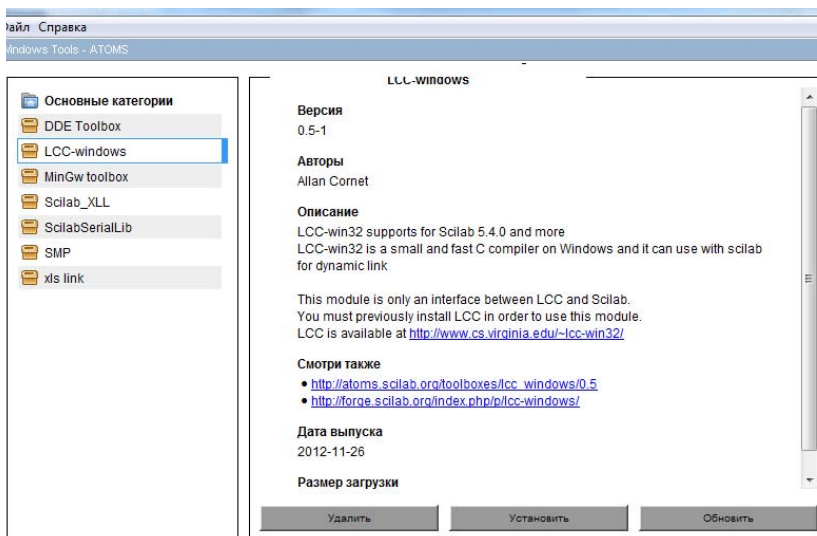 Файл Справка
Windows Tools - ATOMS
LCC-windows
Основные категории
DDE Toolbox
LCC-windows
MinGw toolbox
Scilab_XLL
ScilabSerialLib
SMP
xls link
Версия
0.5-1
Авторы
Allan Cornet
Описание
LCC-win32 supports for Scilab 5.4.0 and more
LCC-win32 is a small and fast C compiler on Windows and it can use with scilab
for dynamic link
This module is only an interface between LCC and Scilab.
You must previously install LCC in order to use this module.
LCC is available at http://www.cs.virginia.edu/~lcc-win32/
Смотри также
• http://atoms.scilab.org/toolboxes/lcc_windows/0.5
• http://forge.scilab.org/index.php/p/lcc-windows/
Дата выпуска
2012-11-26
Размер загрузки
Удалить Установить Обновить